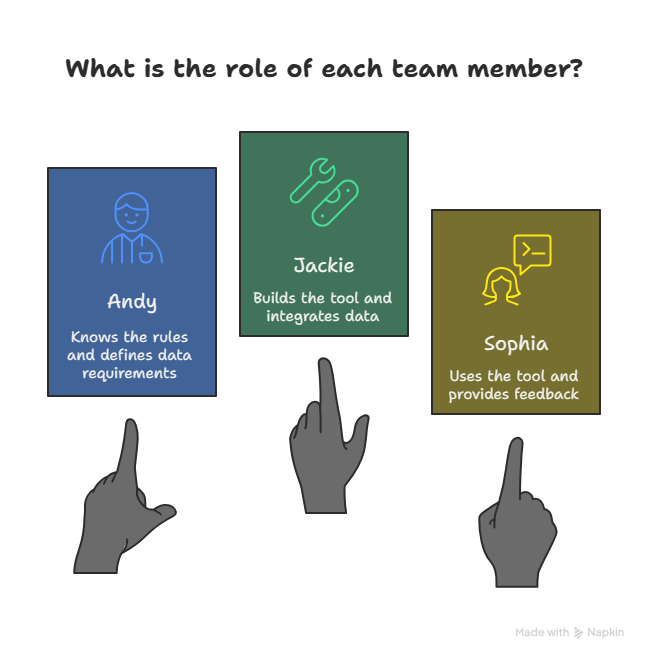 What is the role of each team member?
Andy
Knows the rules
and defines data
requirements
Jackie
Builds the tool and
integrates data
Sophia
Uses the tool and
provides feedback
Made with Napkin